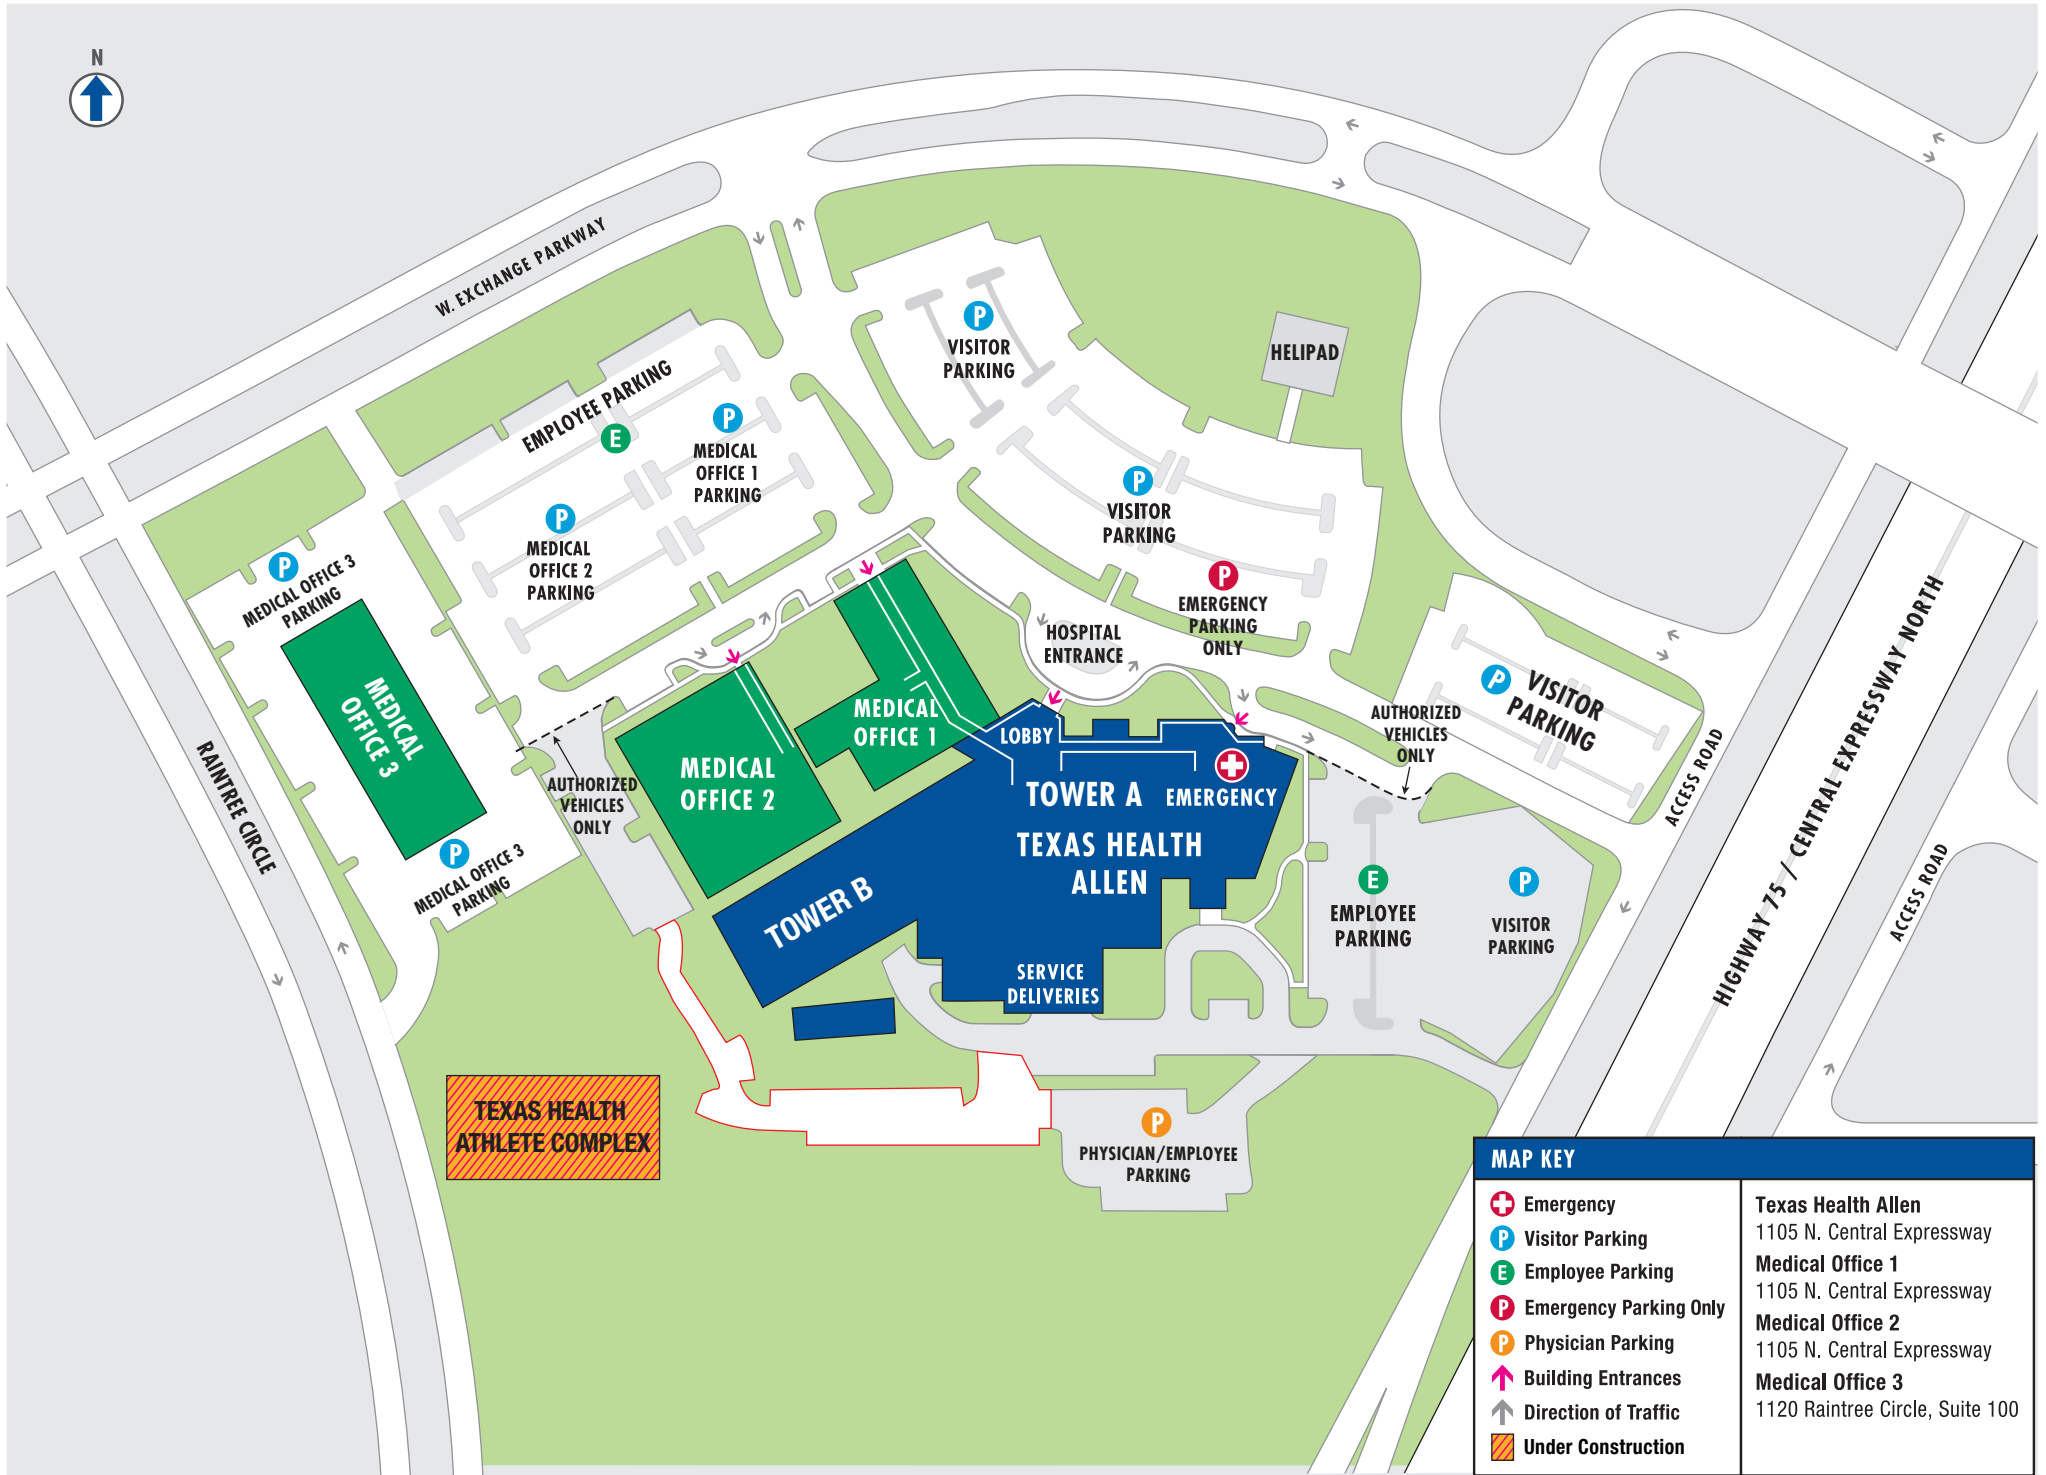 N
W. EXCHANGE PARKWAY
P
VISITOR
PARKING
HELIPAD
EMPLOYEE PARKING
E
P
MEDICAL
OFFICE 1
PARKING
P
MEDICAL
OFFICE 2
PARKING
P
VISITOR
PARKING
P
MEDICAL OFFICE 3
PARKING
P
EMERGENCY
PARKING
ONLY
HOSPITAL
ENTRANCE
MEDICAL
OFFICE 3
P
VISITOR
PARKING
AUTHORIZED
VEHICLES
ONLY
MEDICAL
OFFICE 1
LOBBY
MEDICAL
OFFICE 2
AUTHORIZED
VEHICLES
ONLY
TOWER A
EMERGENCY
TEXAS HEALTH
ALLEN
TOWER B
RAINTREE CIRCLE
P
MEDICAL OFFICE 3
PARKING
E
EMPLOYEE
PARKING
P
VISITOR
PARKING
ACCESS ROAD
HIGHWAY 75 / CENTRAL EXPRESSWAY NORTH
ACCESS ROAD
SERVICE
DELIVERIES
TEXAS HEALTH
ATHLETE COMPLEX
P
PHYSICIAN/EMPLOYEE
PARKING
MAP KEY
Emergency
P Visitor Parking
E Employee Parking
P Emergency Parking Only
P Physician Parking
Building Entrances
Direction of Traffic
Under Construction
Texas Health Allen
1105 N. Central Expressway
Medical Office 1
1105 N. Central Expressway
Medical Office 2
1105 N. Central Expressway
Medical Office 3
1120 Raintree Circle, Suite 100